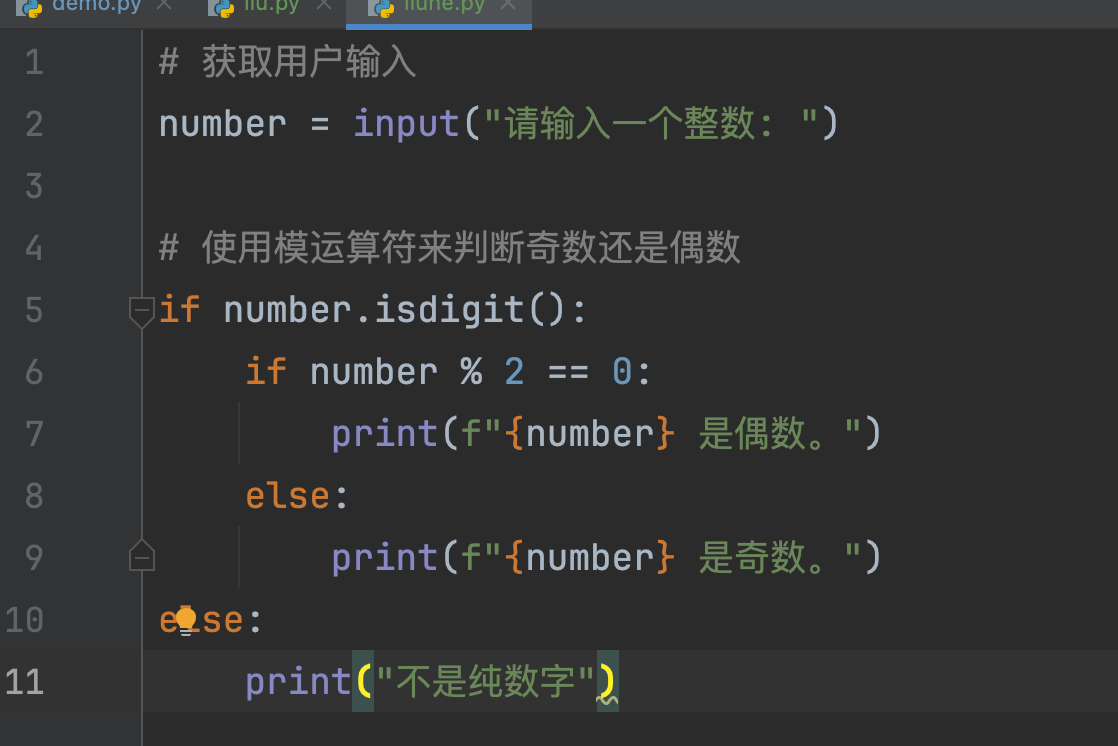 demo.py liu.py liune.py
1 # 获取用户输入
2 number = input("请输入一个整数: ")
3
4 # 使用模运算符来判断奇数还是偶数
5 if number.isdigit():
6     if number % 2 == 0:
7         print(f"{number} 是偶数。")
8     else:
9         print(f"{number} 是奇数。")
10 else:
11     print("不是纯数字")